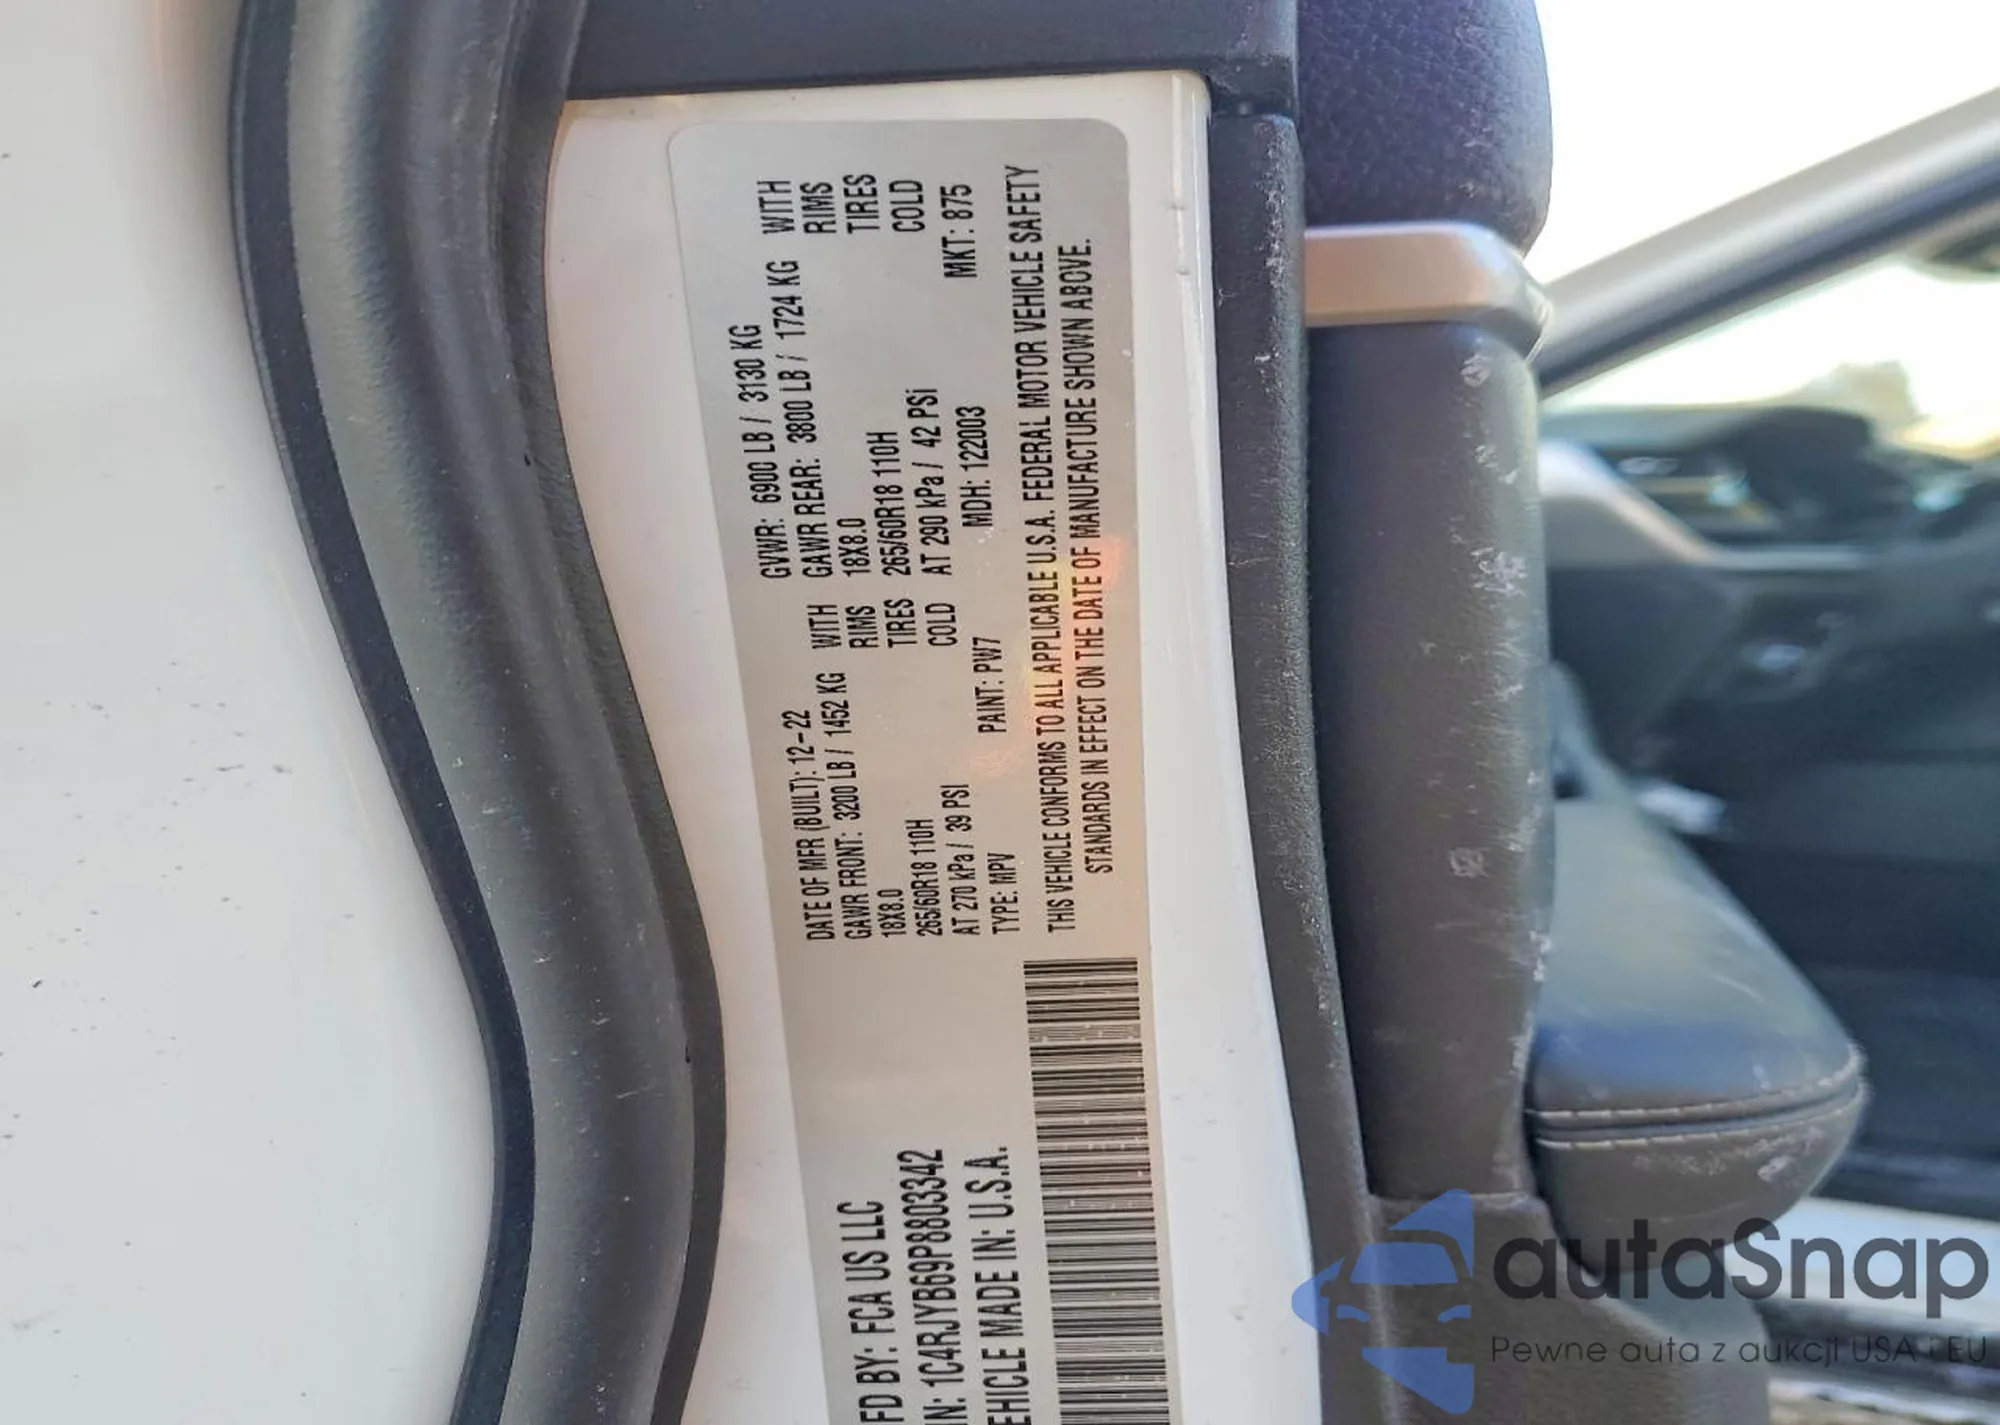 FD BY: FCA US LLC
IN: 1C4RJYB69P8803342
EHICLE MADE IN: U.S.A.
DATE OF MFR (BUILT): 12-22 GVWR: 6900 LB / 3130 KG
GAWR FRONT: 3200 LB / 1452 KG WITH GAWR REAR: 3800 LB / 1724 KG WITH
18X8.0 RIMS 18X8.0 RIMS
265/60R18 110H TIRES 265/60R18 110H TIRES
AT 270 kPa / 39 PSI COLD AT 290 kPa / 42 PSi COLD
TYPE: MPV PAINT: PW7 MDH: 122003 MKT: 875
THIS VEHICLE CONFORMS TO ALL APPLICABLE U.S.A. FEDERAL MOTOR VEHICLE SAFETY
STANDARDS IN EFFECT ON THE DATE OF MANUFACTURE SHOWN ABOVE.
autaSnap
Pewne auta z aukcji USA i EU